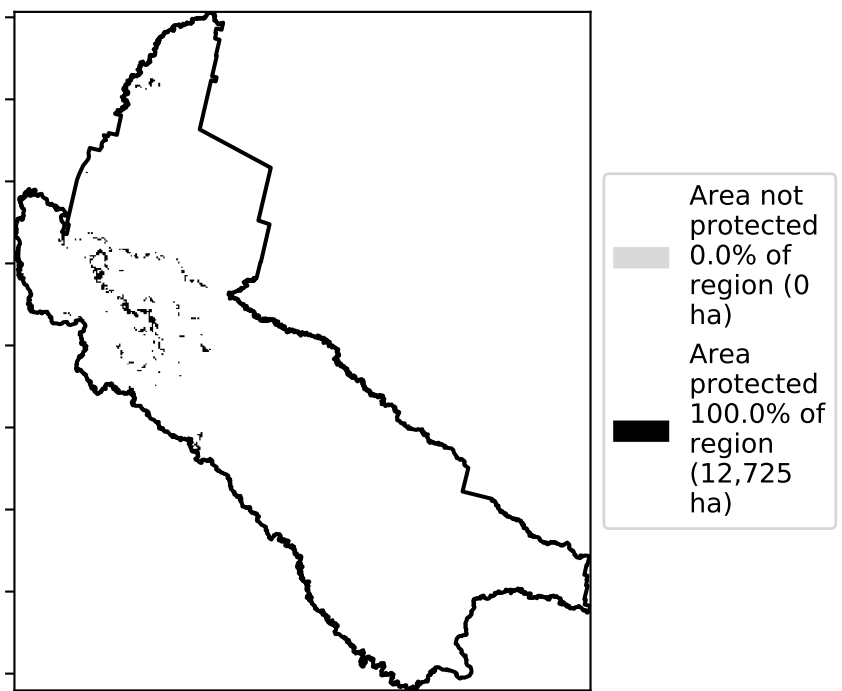 Area not
protected
0.0% of
region (0
ha)
Area
protected
100.0% of
region
(12,725
ha)